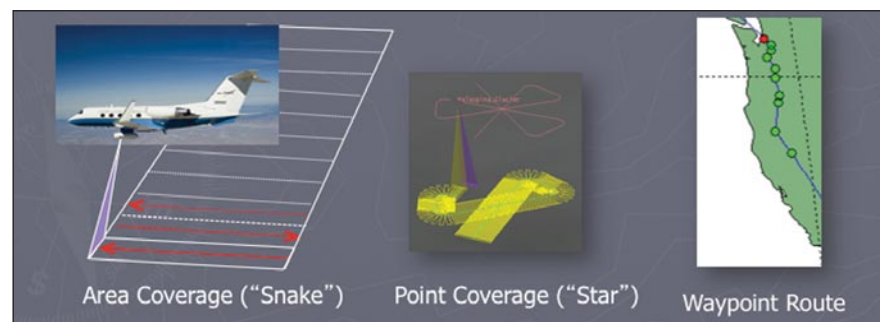 Area Coverage (“Snake”)
Point Coverage (“Star”)
Waypoint Route